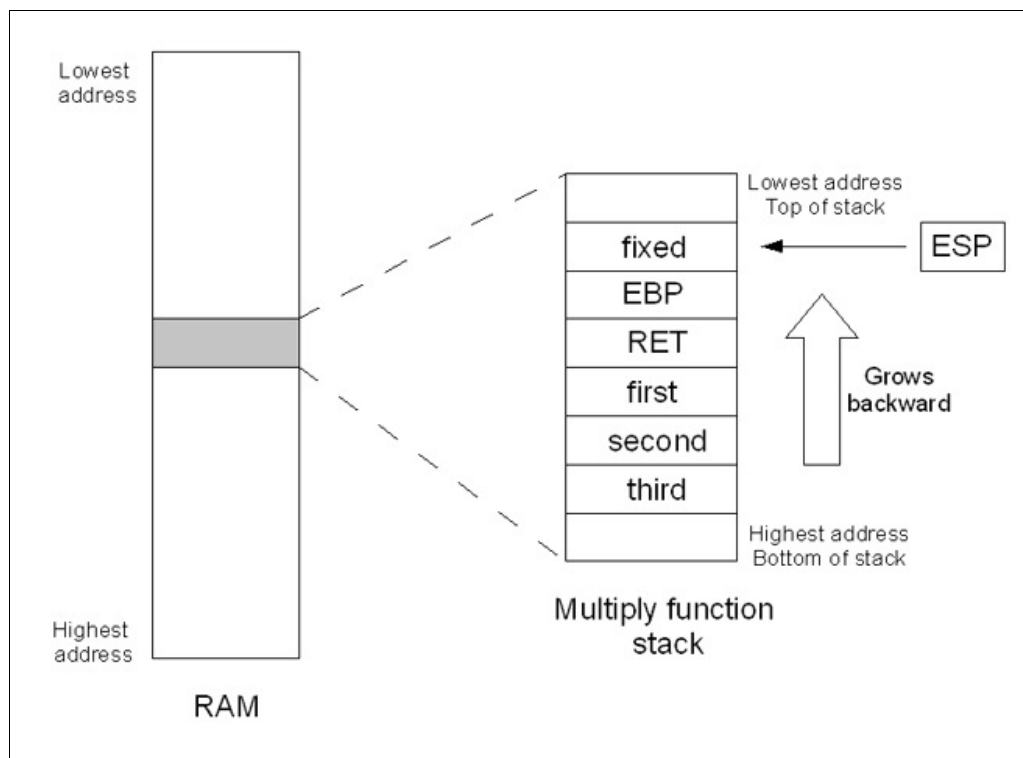 Lowest
address
Highest
address
RAM
Lowest address
Top of stack
fixed
EBP
RET
first
second
third
Highest address
Bottom of stack
ESP
Grows
backward
Multiply function
stack